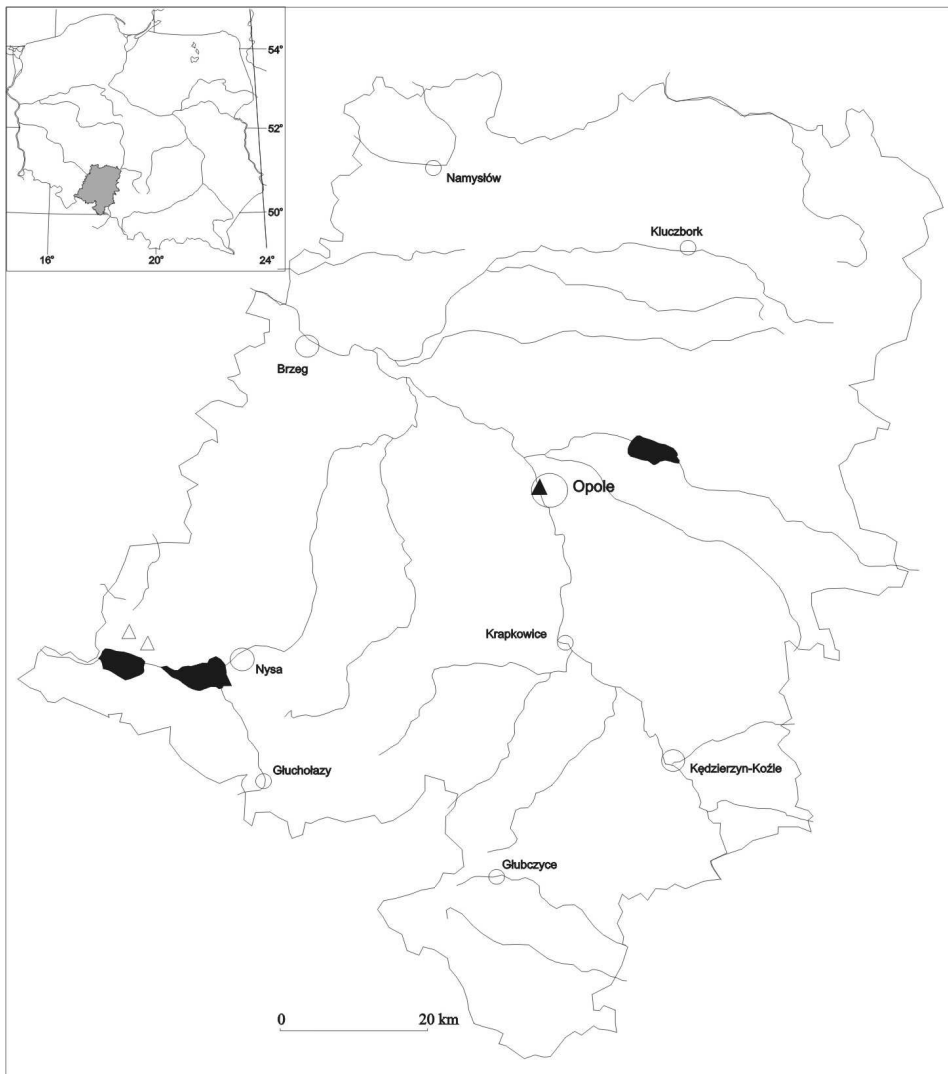 54°
52°
50°
16°
20°
24°
Namysłów
Kluczbork
Brzeg
Opole
Krapkowice
Nysa
Głuchołazy
Kędzierzyn-Koźle
Głubczyce
0 20 km